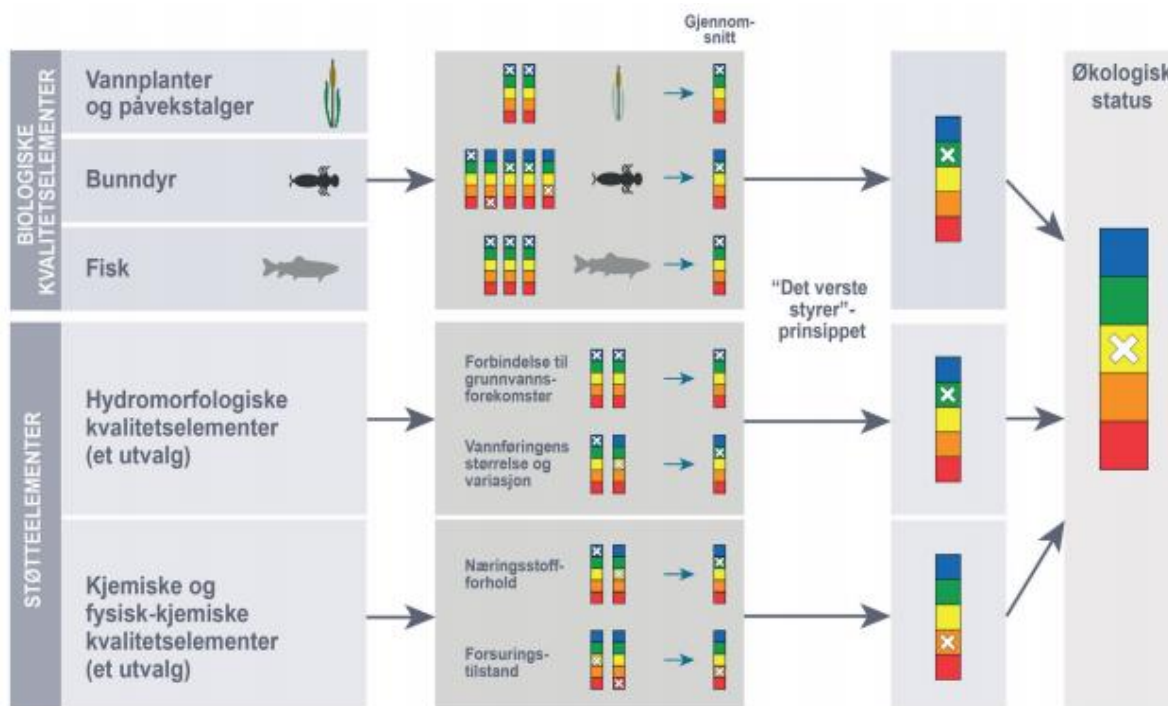 Gjennom-
snitt
BIOLOGISKE
KVALITETSELEMENTER
Vannplanter
og påvekstalger
Bunndyr
Fisk
Økologisk
status
"Det verste
styrer"-
prinsippet
STØTTEELEMENTER
Hydromorfologiske
kvalitetselementer
(et utvalg)
Forbindelse til
grunnvanns-
forekomster
Vannføringens
størrelse og
variasjon
Kjemiske og
fysisk-kjemiske
kvalitetselementer
(et utvalg)
Næringsstoff-
forhold
Forsurings-
tilstand